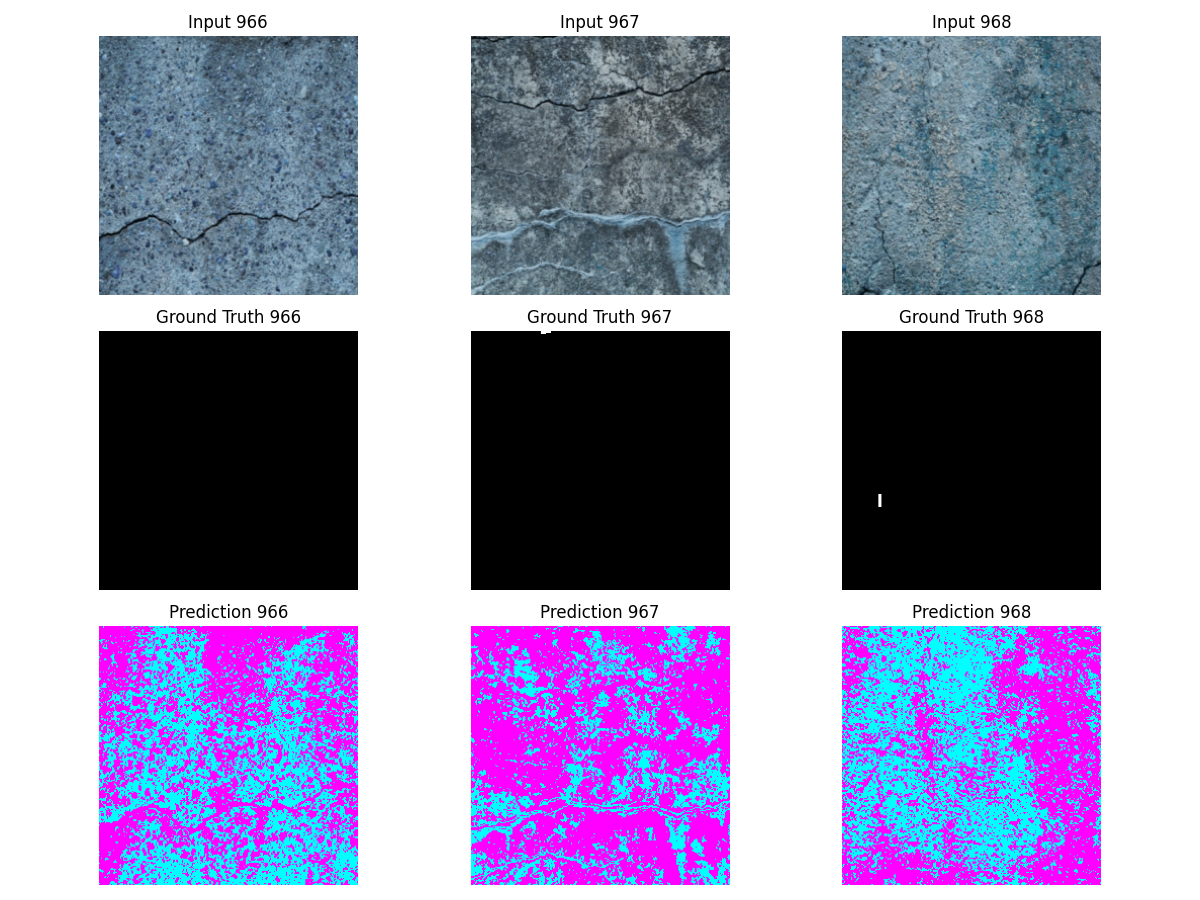 Input 966
Input 967
Input 968
Ground Truth 966
Ground Truth 967
Ground Truth 968
Prediction 966
Prediction 967
Prediction 968